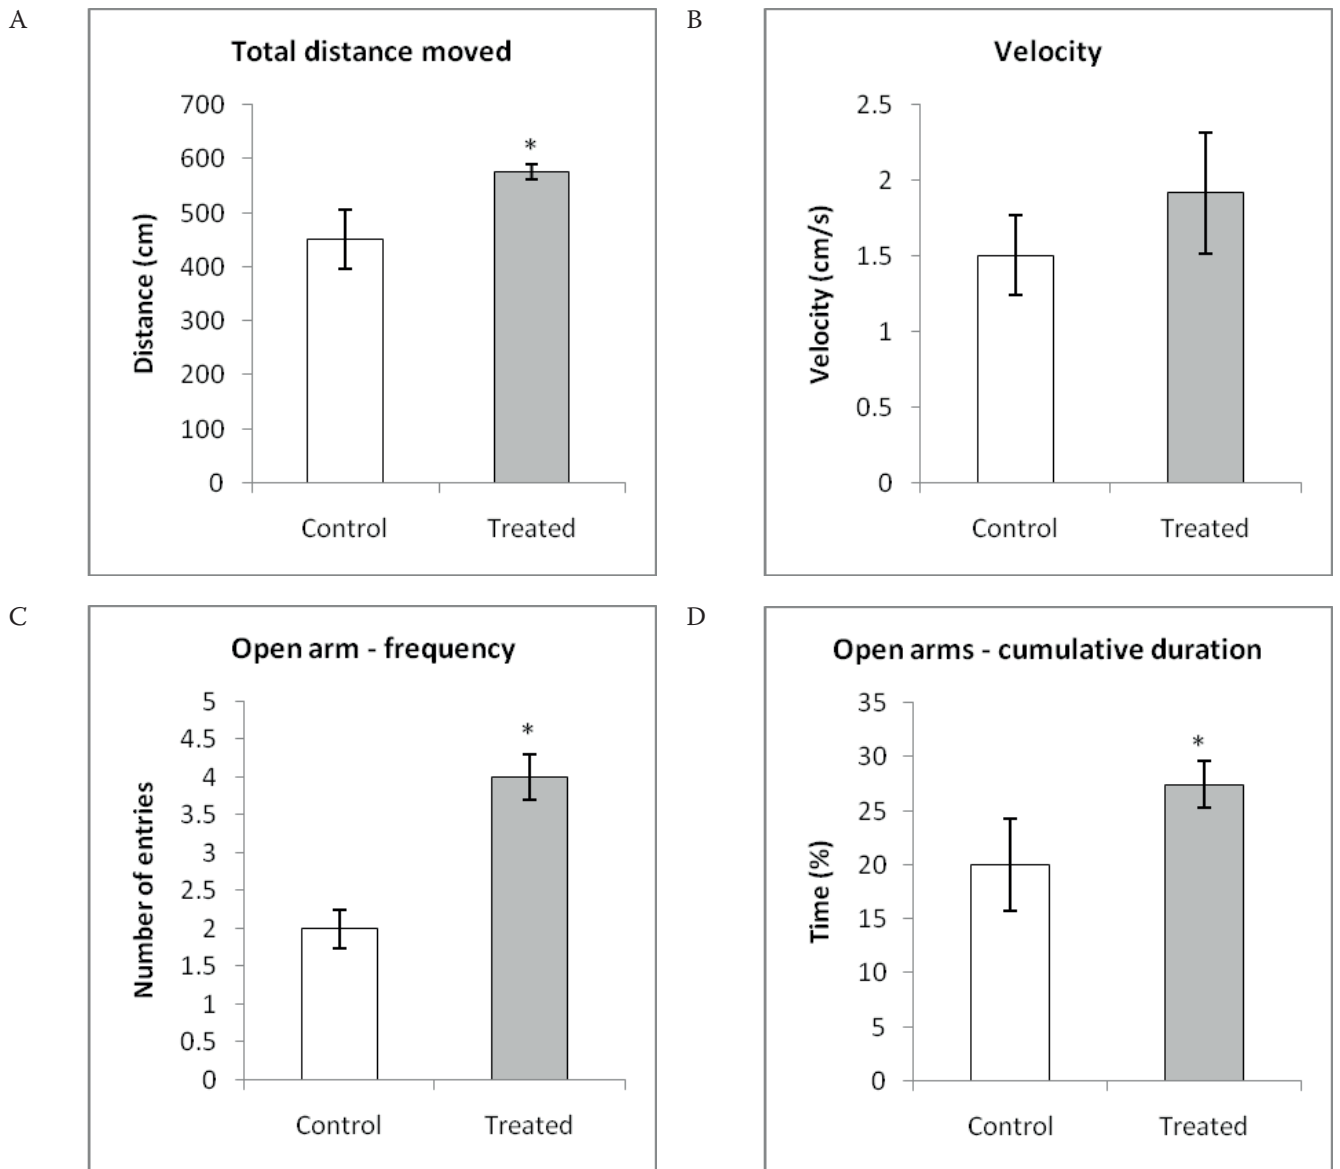 A
Total distance moved
700
600
500
400
300
200
100
0
Distance (cm)
*
Control Treated
B
Velocity
2.5
2
1.5
1
0.5
0
Velocity (cm/s)
Control Treated
C
Open arm - frequency
5
4.5
4
3.5
3
2.5
2
1.5
1
0.5
0
Number of entries
*
Control Treated
D
Open arms - cumulative duration
35
30
25
20
15
10
5
0
Time (%)
*
Control Treated